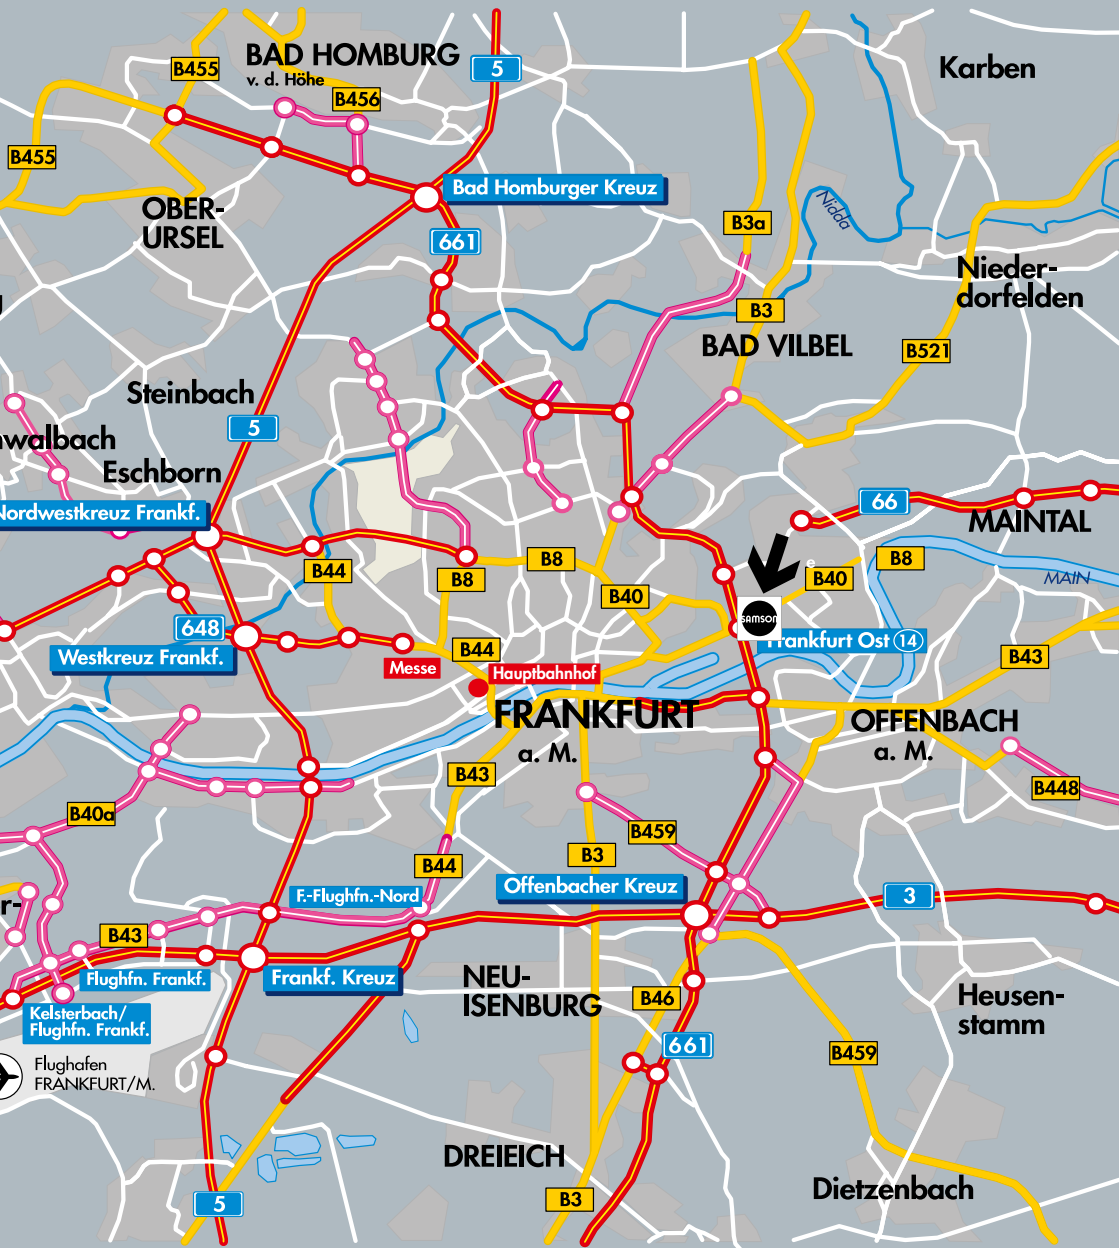 BAD HOMBURG
v. d. Höhe
B455
5
Karben
B456
B455
Bad Homburger Kreuz
OBER-
URSEL
Nidda
B3a
661
Nieder-
dorfelden
B3
BAD VILBEL
B521
Steinbach
5
walbach
Eschborn
Nordwestkreuz Frankf.
66
MAINTAL
B44
B8
B8
B8
MAIN
B40
B40
e
648
SAMSON
Frankfurt Ost 14
Westkreuz Frankf.
B44
Messe
Hauptbahnhof
B43
FRANKFURT
a. M.
OFFENBACH
a. M.
B43
B448
B40a
B459
B3
B44
Offenbacher Kreuz
F.-Flughfn.-Nord
3
r-
B43
Flughfn. Frankf.
Frankf. Kreuz
NEU-
ISENBURG
B46
Heusen-
stamm
Kelsterbach/
Flughfn. Frankf.
661
B459
Flughafen
FRANKFURT/M.
DREIEICH
Dietzenbach
5
B3